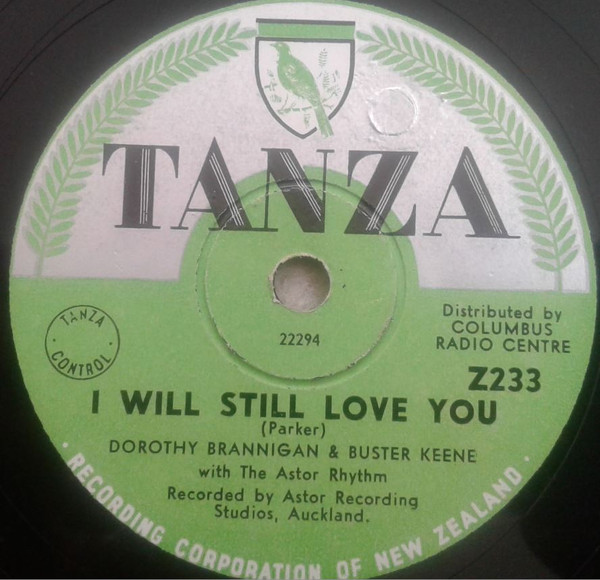 TANZA
TANZA
CONTROL
22294
Distributed by
COLUMBUS
RADIO CENTRE
Z233
I WILL STILL LOVE YOU
(Parker)
DOROTHY BRANNIGAN & BUSTER KEENE
with The Astor Rhythm
Recorded by Astor Recording
Studios, Auckland.
· RECORDING CORPORATION OF NEW ZEALAND ·